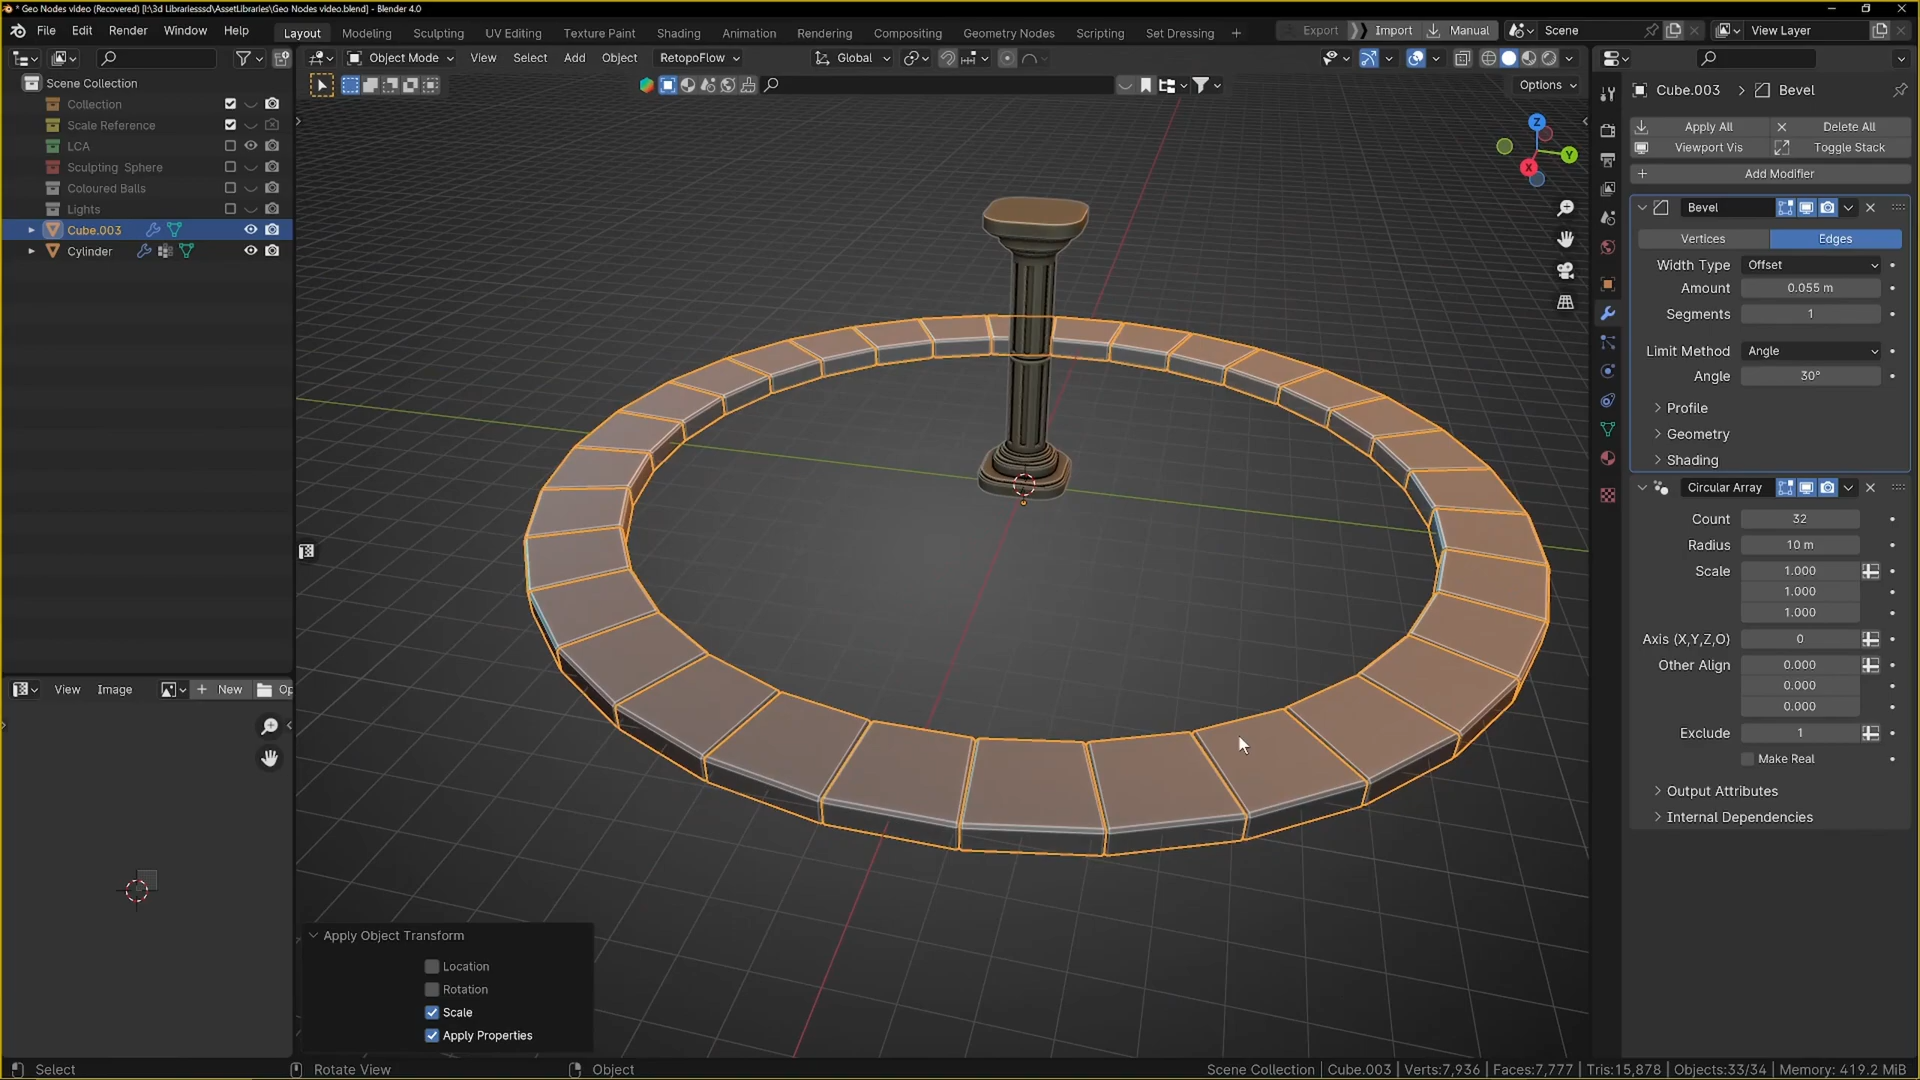 * Geo Nodes video (Recovered) [I:\3d Librariesssd\AssetLibraries\Geo Nodes video.blend] - Blender 4.0
File Edit Render Window Help
Layout Modeling Sculpting UV Editing Texture Paint Shading Animation Rendering Compositing Geometry Nodes Scripting Set Dressing +
Export Import Manual Scene View Layer
Object Mode View Select Add Object RetopoFlow Global
Options
Scene Collection
Collection
Scale Reference
LCA
Sculpting Sphere
Coloured Balls
Lights
Cube.003
Cylinder
Z
Y
X
View Image + New Op
Apply Object Transform
Location
Rotation
Scale
Apply Properties
Cube.003 > Bevel
Apply All Delete All
Viewport Vis Toggle Stack
+ Add Modifier
Bevel
Vertices Edges
Width Type Offset
Amount 0.055 m
Segments 1
Limit Method Angle
Angle 30°
Profile
Geometry
Shading
Circular Array
Count 32
Radius 10 m
Scale 1.000
1.000
1.000
Axis (X,Y,Z,O) 0
Other Align 0.000
0.000
0.000
Exclude 1
Make Real
Output Attributes
Internal Dependencies
Select Rotate View Object
Scene Collection | Cube.003 | Verts:7,936 | Faces:7,777 | Tris:15,878 | Objects:33/34 | Memory: 419.2 MiB